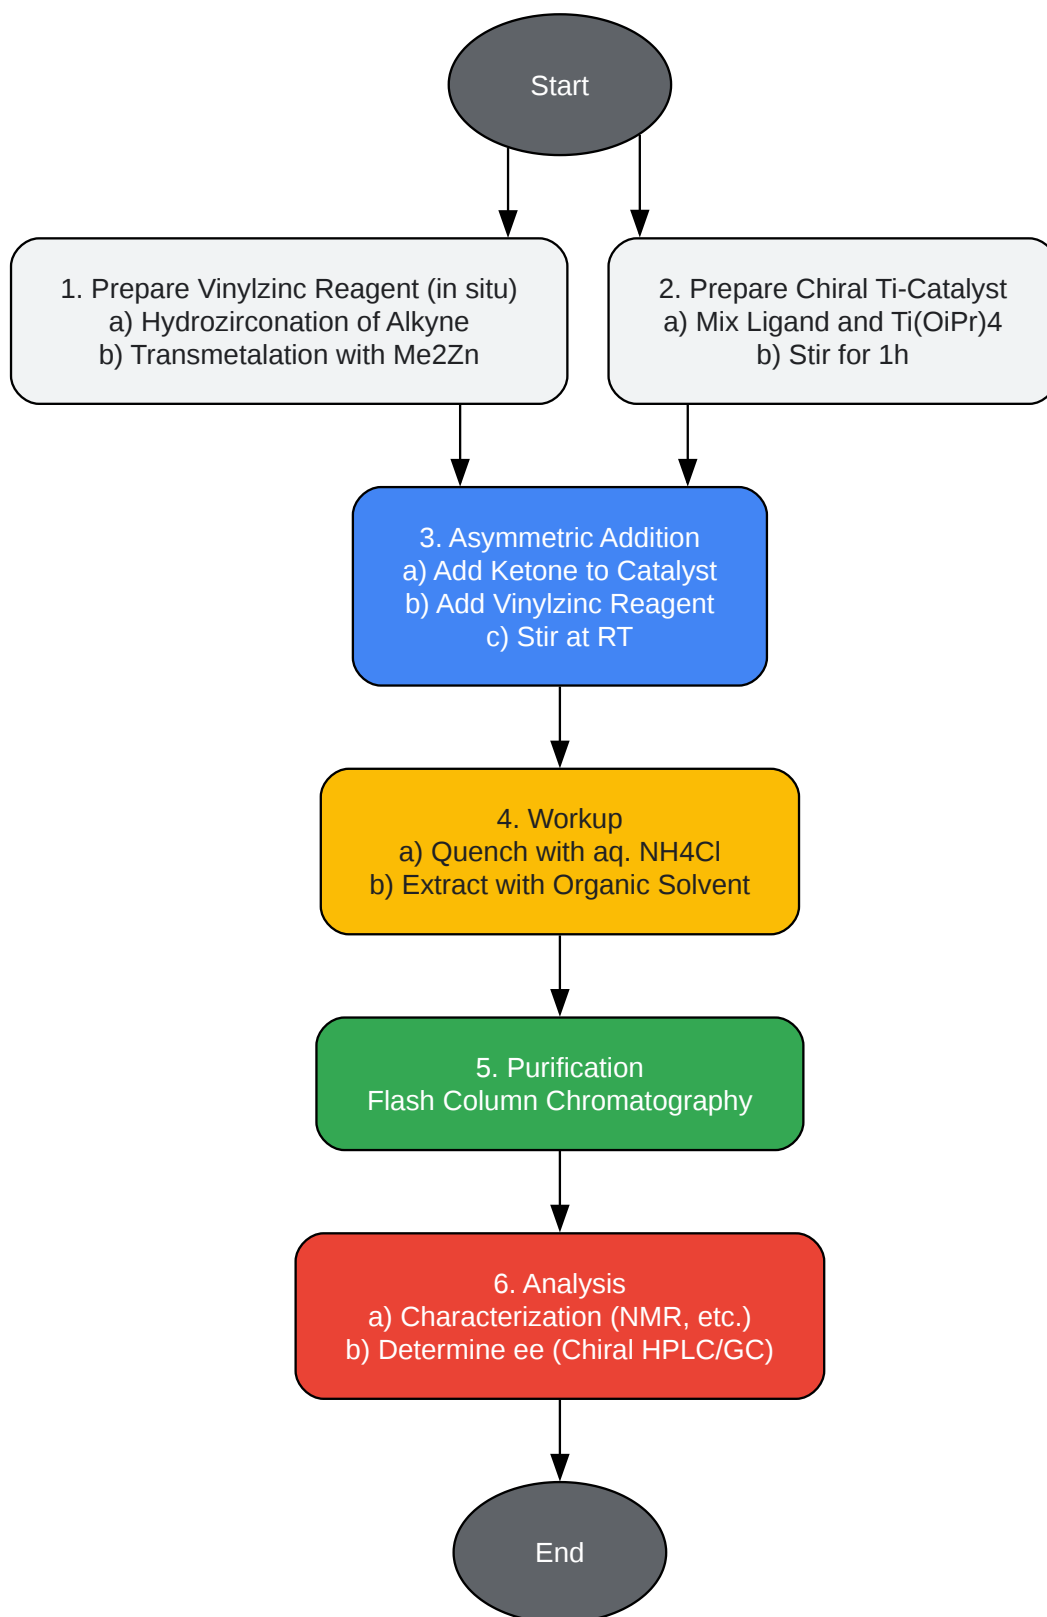 Start
1. Prepare Vinylzinc Reagent (in situ)
a) Hydrozirconation of Alkyne
b) Transmetalation with Me2Zn
2. Prepare Chiral Ti-Catalyst
a) Mix Ligand and Ti(OiPr)4
b) Stir for 1h
3. Asymmetric Addition
a) Add Ketone to Catalyst
b) Add Vinylzinc Reagent
c) Stir at RT
4. Workup
a) Quench with aq. NH4Cl
b) Extract with Organic Solvent
5. Purification
Flash Column Chromatography
6. Analysis
a) Characterization (NMR, etc.)
b) Determine ee (Chiral HPLC/GC)
End